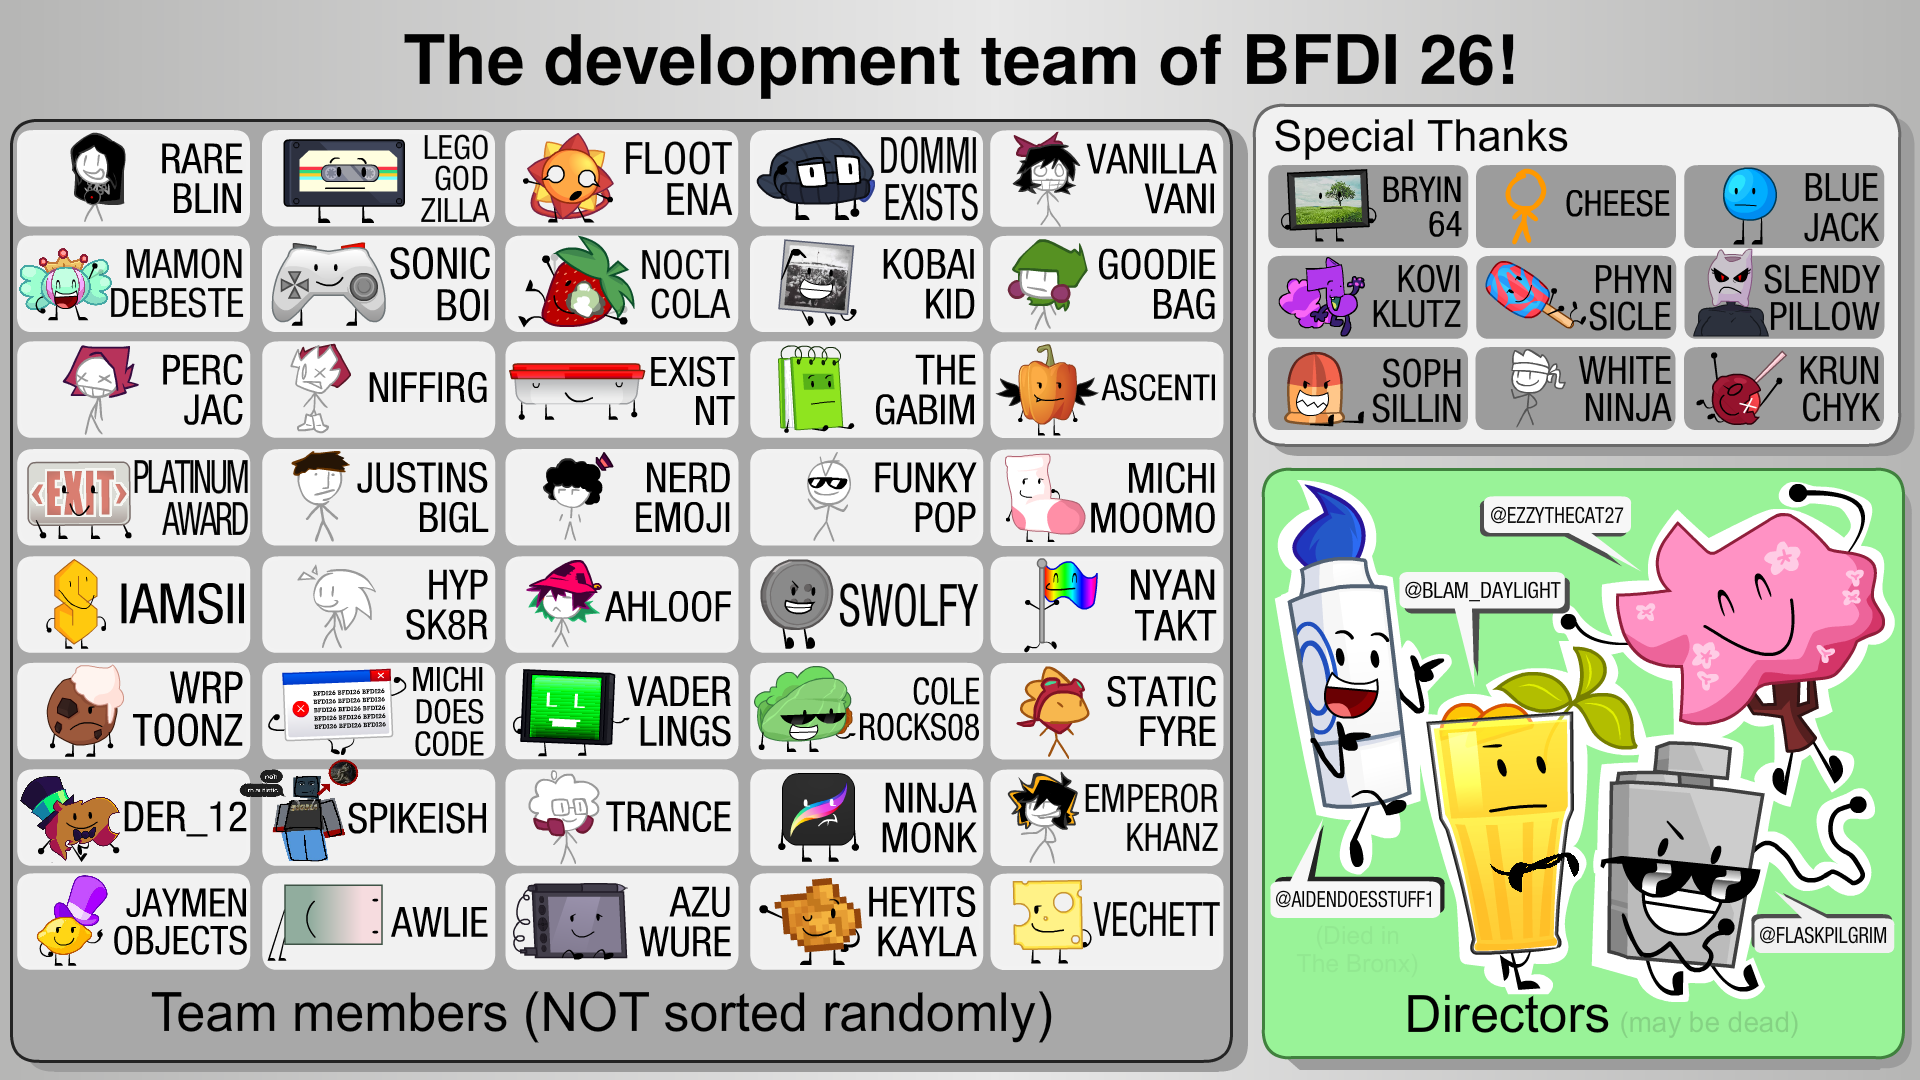 The development team of BFDI 26!
RARE
BLIN
LEGO
GOD
ZILLA
FLOOT
ENA
DOMMI
EXISTS
VANILLA
VANI
MAMON
DEBESTE
SONIC
BOI
NOCTI
COLA
KOBAI
KID
GOODIE
BAG
PERC
JAC
NIFFIRG
EXIST
NT
THE
GABIM
ASCENTI
<EXIT>
PLATINUM
AWARD
JUSTINS
BIGL
NERD
EMOJI
FUNKY
POP
MICHI
MOOMO
IAMSII
HYP
SK8R
AHLOOF
SWOLFY
NYAN
TAKT
WRP
TOONZ
BFDI26 BFDI26 BFDI26
BFDI26 BFDI26 BFDI26
BFDI26 BFDI26 BFDI26
BFDI26 BFDI26 BFDI26
BFDI26 BFDI26 BFDI26
MICHI
DOES
CODE
VADER
LINGS
COLE
ROCKS08
STATIC
FYRE
DER_12
SPIKEISH
TRANCE
NINJA
MONK
EMPEROR
KHANZ
JAYMEN
OBJECTS
AWLIE
AZU
WURE
HEYITS
KAYLA
VECHETT
Team members (NOT sorted randomly)
Special Thanks
BRYIN
64
CHEESE
BLUE
JACK
KOVI
KLUTZ
PHYN
SICLE
SLENDY
PILLOW
SOPH
SILLIN
WHITE
NINJA
KRUN
CHYK
@EZZYTHECAT27
@BLAM_DAYLIGHT
@AIDENDOESSTUFF1
(Died in
The Bronx)
@FLASKPILGRIM
Directors (may be dead)